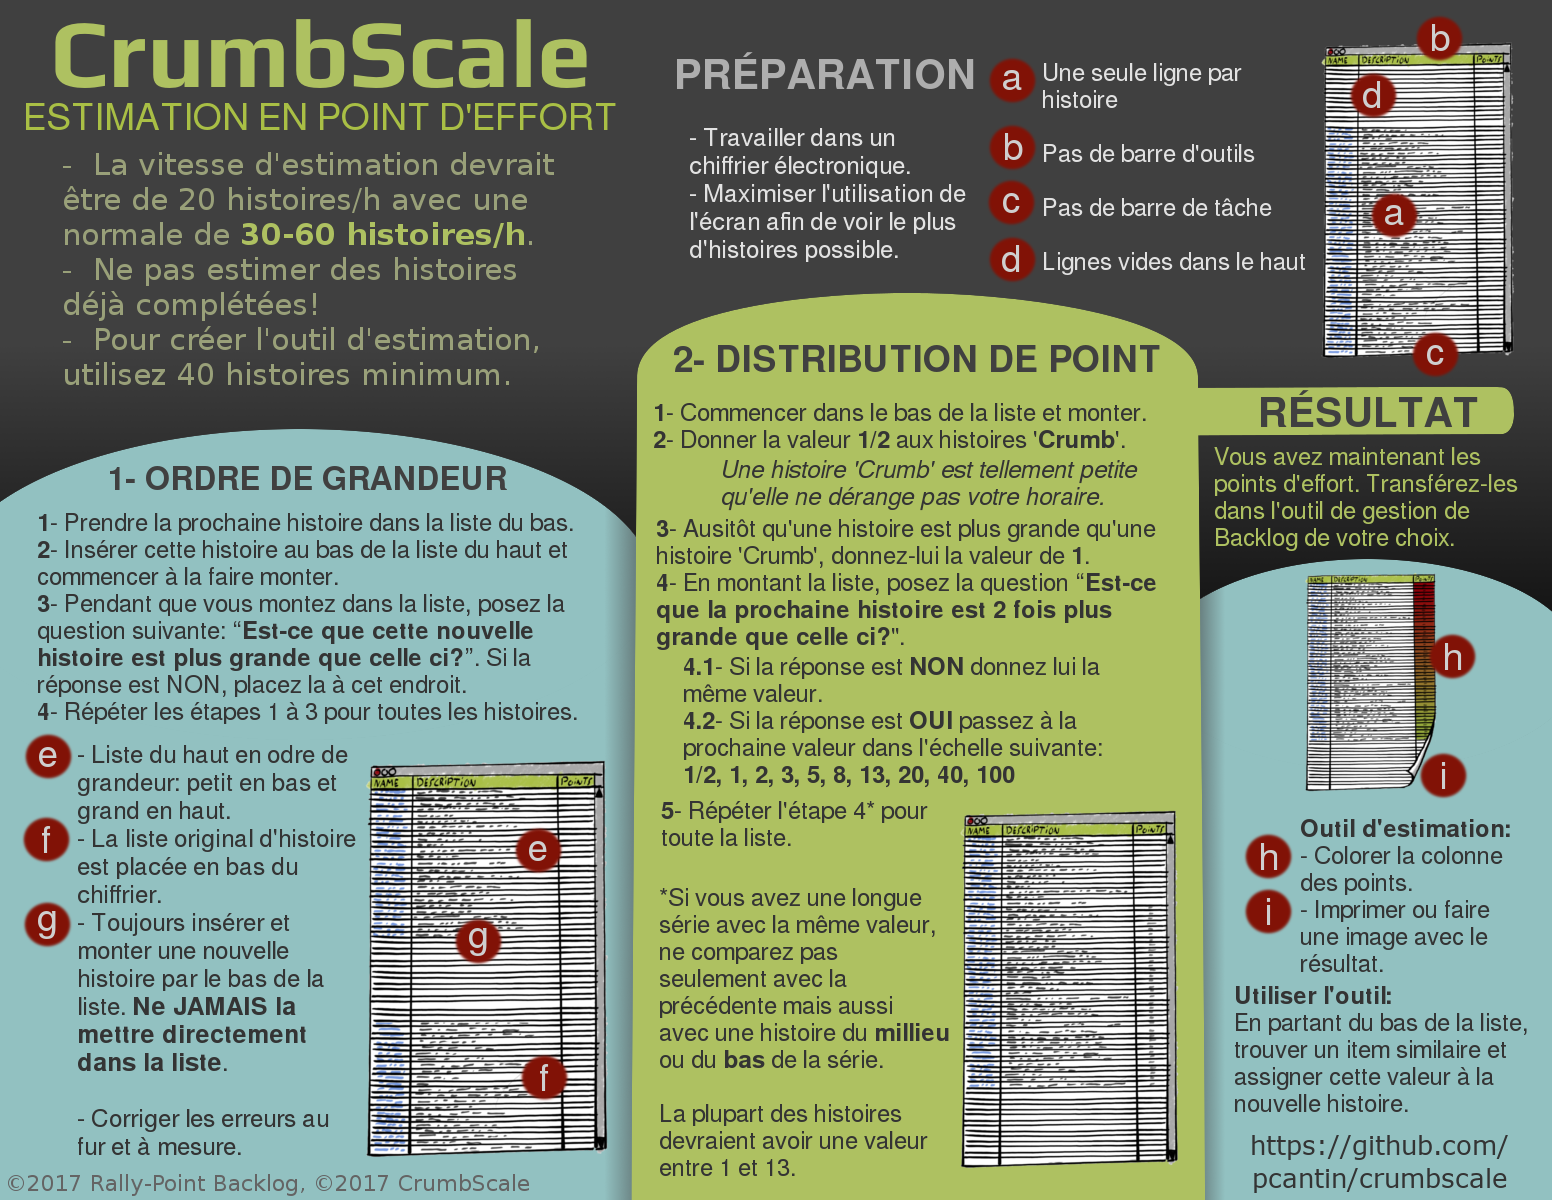 CrumbScale
ESTIMATION EN POINT D'EFFORT
- La vitesse d'estimation devrait
être de 20 histoires/h avec une
normale de 30-60 histoires/h.
- Ne pas estimer des histoires
déjà complétées!
- Pour créer l'outil d'estimation,
utilisez 40 histoires minimum.
PRÉPARATION
- Travailler dans un
chiffrier électronique.
- Maximiser l'utilisation de
l'écran afin de voir le plus
d'histoires possible.
a Une seule ligne par
histoire
b Pas de barre d'outils
c Pas de barre de tâche
d Lignes vides dans le haut
b
NAME DESCRIPTION POINTS
d
a
c
1- ORDRE DE GRANDEUR
1- Prendre la prochaine histoire dans la liste du bas.
2- Insérer cette histoire au bas de la liste du haut et
commencer à la faire monter.
3- Pendant que vous montez dans la liste, posez la
question suivante: “Est-ce que cette nouvelle
histoire est plus grande que celle ci?”. Si la
réponse est NON, placez la à cet endroit.
4- Répéter les étapes 1 à 3 pour toutes les histoires.
e - Liste du haut en odre de
grandeur: petit en bas et
grand en haut.
f - La liste original d'histoire
est placée en bas du
chiffrier.
g - Toujours insérer et
monter une nouvelle
histoire par le bas de la
liste. Ne JAMAIS la
mettre directement
dans la liste.
- Corriger les erreurs au
fur et à mesure.
NAME DESCRIPTION POINTS
e
g
f
©2017 Rally-Point Backlog, ©2017 CrumbScale
2- DISTRIBUTION DE POINT
1- Commencer dans le bas de la liste et monter.
2- Donner la valeur 1/2 aux histoires 'Crumb'.
Une histoire 'Crumb' est tellement petite
qu'elle ne dérange pas votre horaire.
3- Ausitôt qu'une histoire est plus grande qu'une
histoire 'Crumb', donnez-lui la valeur de 1.
4- En montant la liste, posez la question “Est-ce
que la prochaine histoire est 2 fois plus
grande que celle ci?".
4.1- Si la réponse est NON donnez lui la
même valeur.
4.2- Si la réponse est OUI passez à la
prochaine valeur dans l'échelle suivante:
1/2, 1, 2, 3, 5, 8, 13, 20, 40, 100
5- Répéter l'étape 4* pour
toute la liste.
*Si vous avez une longue
série avec la même valeur,
ne comparez pas
seulement avec la
précédente mais aussi
avec une histoire du millieu
ou du bas de la série.
La plupart des histoires
devraient avoir une valeur
entre 1 et 13.
NAME DESCRIPTION POINTS
RÉSULTAT
Vous avez maintenant les
points d'effort. Transférez-les
dans l'outil de gestion de
Backlog de votre choix.
NAME DESCRIPTION POINTS
h
i
Outil d'estimation:
h - Colorer la colonne
des points.
i - Imprimer ou faire
une image avec le
résultat.
Utiliser l'outil:
En partant du bas de la liste,
trouver un item similaire et
assigner cette valeur à la
nouvelle histoire.
https://github.com/
pcantin/crumbscale